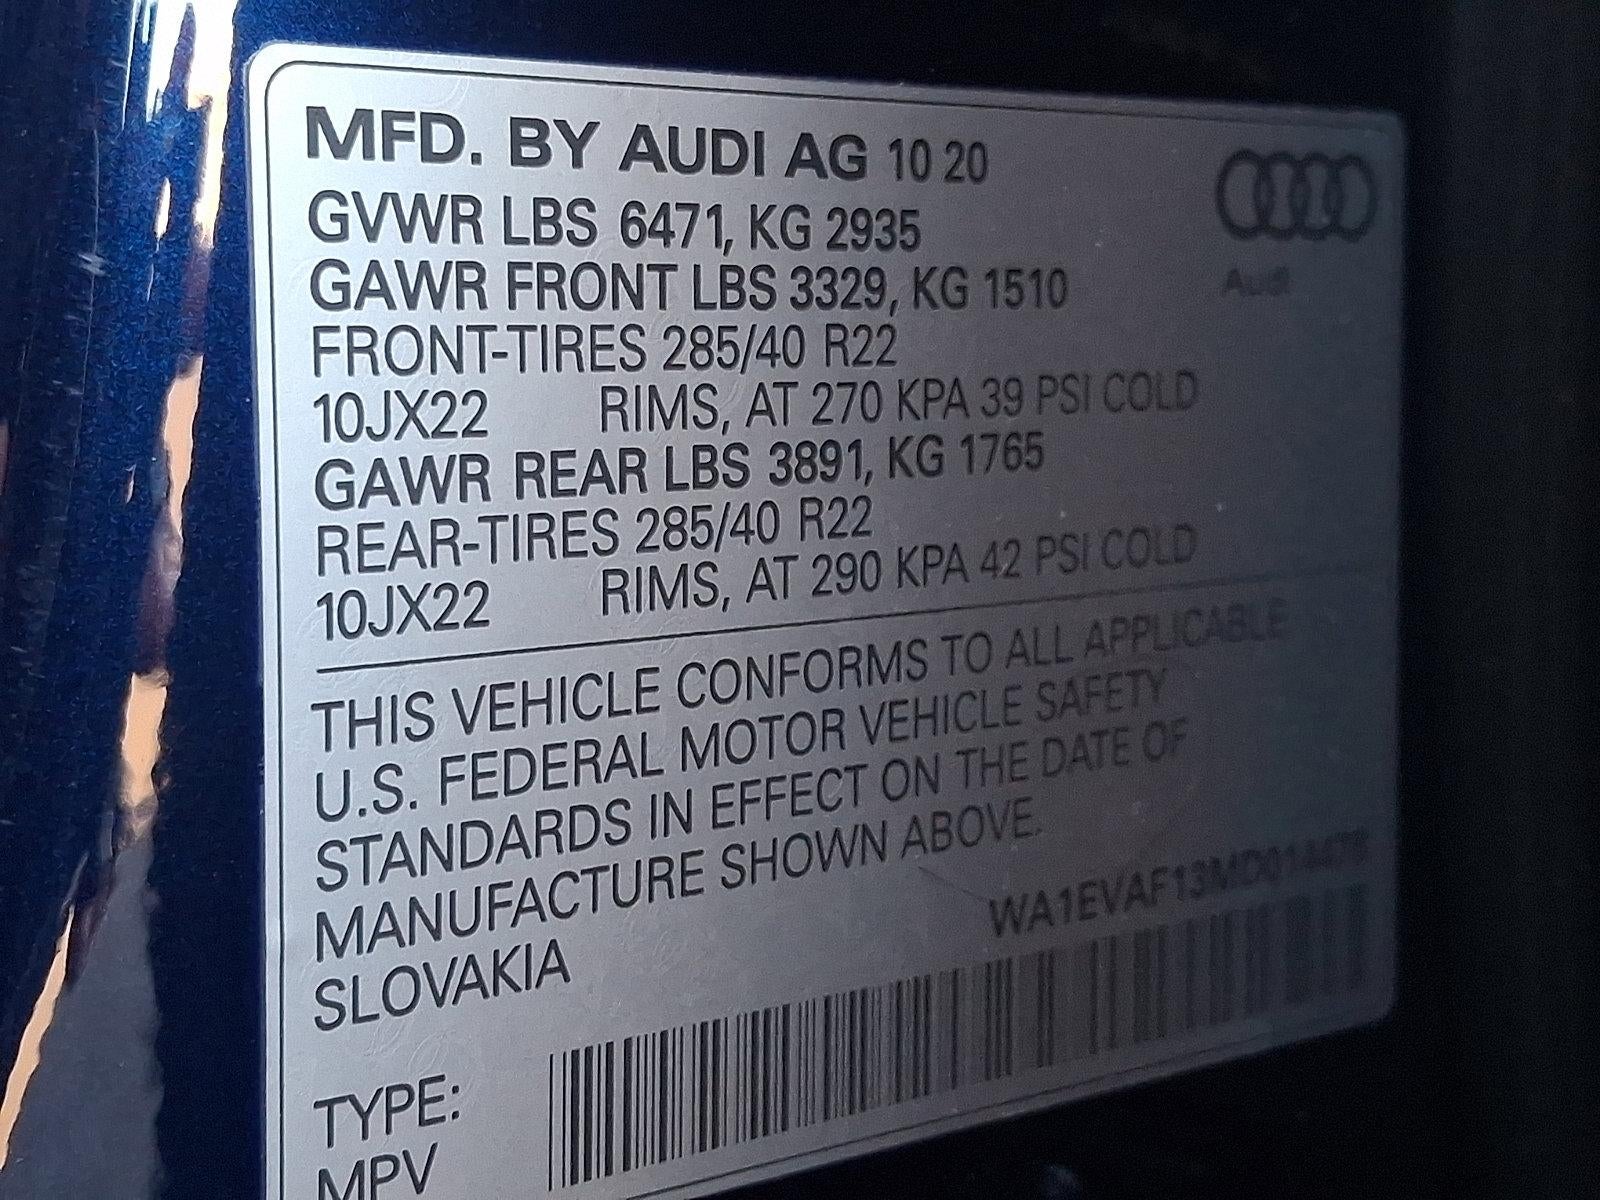 MFD. BY AUDI AG 10 20
Audi
GVWR LBS 6471, KG 2935
GAWR FRONT LBS 3329, KG 1510
FRONT-TIRES 285/40 R22
10JX22 RIMS, AT 270 KPA 39 PSI COLD
GAWR REAR LBS 3891, KG 1765
REAR-TIRES 285/40 R22
10JX22 RIMS, AT 290 KPA 42 PSI COLD
THIS VEHICLE CONFORMS TO ALL APPLICABLE
U.S. FEDERAL MOTOR VEHICLE SAFETY
STANDARDS IN EFFECT ON THE DATE OF
MANUFACTURE SHOWN ABOVE.
SLOVAKIA
TYPE:
MPV